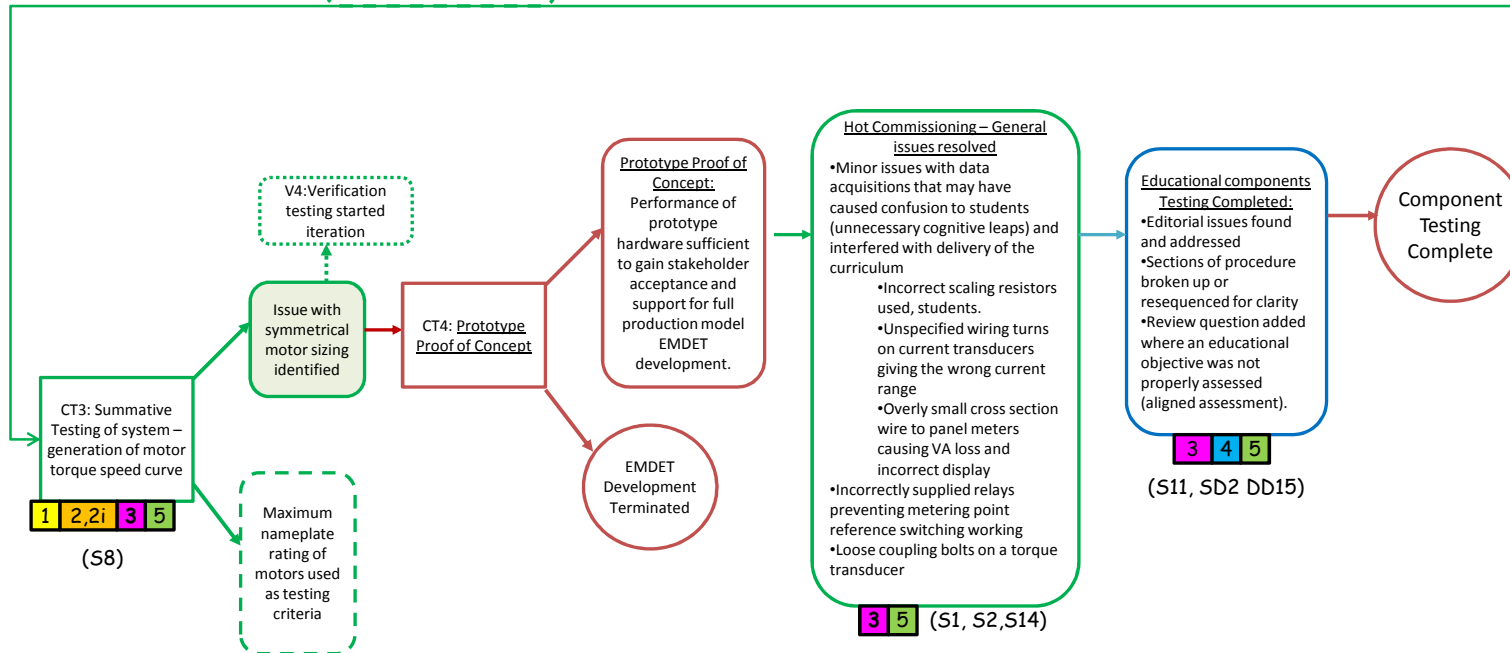 V4:Verification
testing started
iteration
Issue with
symmetrical
motor sizing
identified
CT3: Summative
Testing of system –
generation of motor
torque speed curve
1 2,2i 3 5
(S8)
Maximum
nameplate
rating of
motors used
as testing
criteria
CT4: Prototype
Proof of Concept
Prototype Proof of
Concept:
Performance of
prototype
hardware sufficient
to gain stakeholder
acceptance and
support for full
production model
EMDET
development.
EMDET
Development
Terminated
Hot Commissioning – General
issues resolved
•Minor issues with data
acquisitions that may have
caused confusion to students
(unnecessary cognitive leaps) and
interfered with delivery of the
curriculum
•Incorrect scaling resistors
used, students.
•Unspecified wiring turns
on current transducers
giving the wrong current
range
•Overly small cross section
wire to panel meters
causing VA loss and
incorrect display
•Incorrectly supplied relays
preventing metering point
reference switching working
•Loose coupling bolts on a torque
transducer
3 5 (S1, S2,S14)
Educational components
Testing Completed:
•Editorial issues found
and addressed
•Sections of procedure
broken up or
resequenced for clarity
•Review question added
where an educational
objective was not
properly assessed
(aligned assessment).
3 4 5
(S11, SD2 DD15)
Component
Testing
Complete